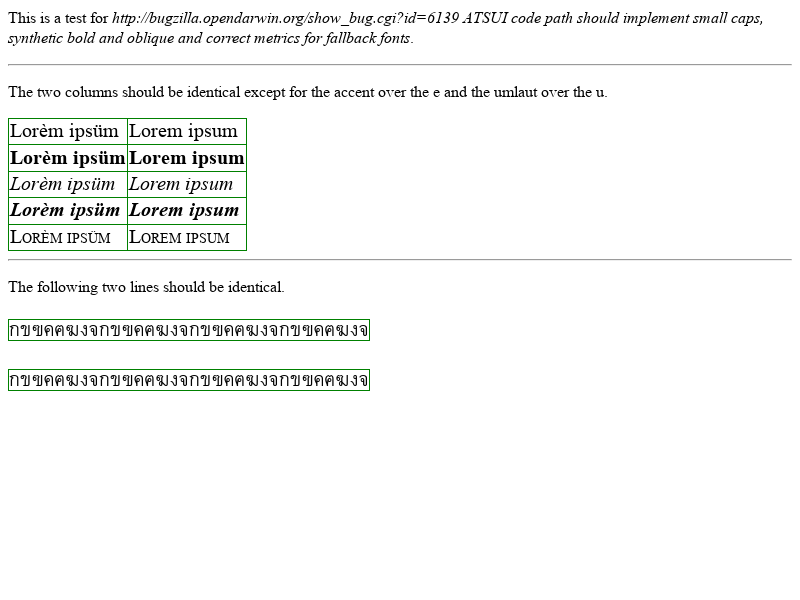 This is a test for http://bugzilla.opendarwin.org/show_bug.cgi?id=6139 ATSUI code path should implement small caps,
synthetic bold and oblique and correct metrics for fallback fonts.
The two columns should be identical except for the accent over the e and the umlaut over the u.
Lorèm ipsüm Lorem ipsum
Lorèm ipsüm Lorem ipsum
Lorèm ipsüm Lorem ipsum
Lorèm ipsüm Lorem ipsum
Lorèm ipsüm Lorem ipsum
The following two lines should be identical.
กขฃคฅฆงจกขฃคฅฆงจกขฃคฅฆงจกขฃคฅฆงจ
กขฃคฅฆงจกขฃคฅฆงจกขฃคฅฆงจกขฃคฅฆงจ